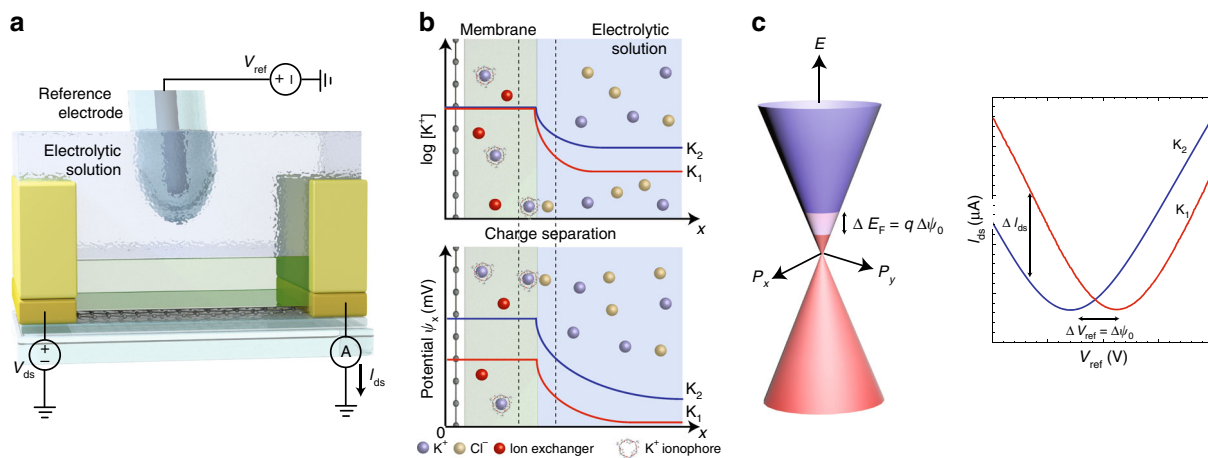 a
V_ref
+ I
Reference
electrode
Electrolytic
solution
V_ds
+
−
A
I_ds
b
Membrane
Electrolytic
solution
log [K⁺]
K₂
K₁
x
Charge separation
Potential ψ_x (mV)
K₂
K₁
0
x
K⁺
Cl⁻
Ion exchanger
K⁺ ionophore
c
E
Δ E_F = q Δψ₀
P_x
P_y
I_ds (µA)
K₂
K₁
Δ I_ds
Δ V_ref = Δψ₀
V_ref (V)